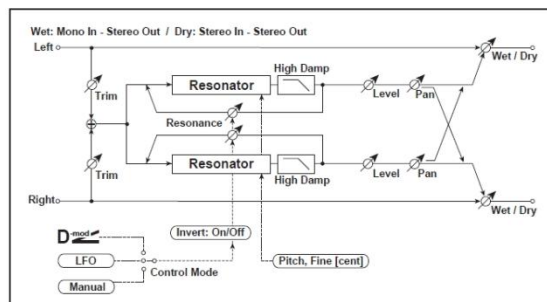 Wet: Mono In - Stereo Out / Dry: Stereo In - Stereo Out
Left
Wet / Dry
High Damp
Resonator
Trim
Level
Pan
Resonance
Resonator
High Damp
Level
Pan
Trim
Right
Wet / Dry
D-mod
Invert: On/Off
LFO
Control Mode
Pitch, Fine [cent]
Manual